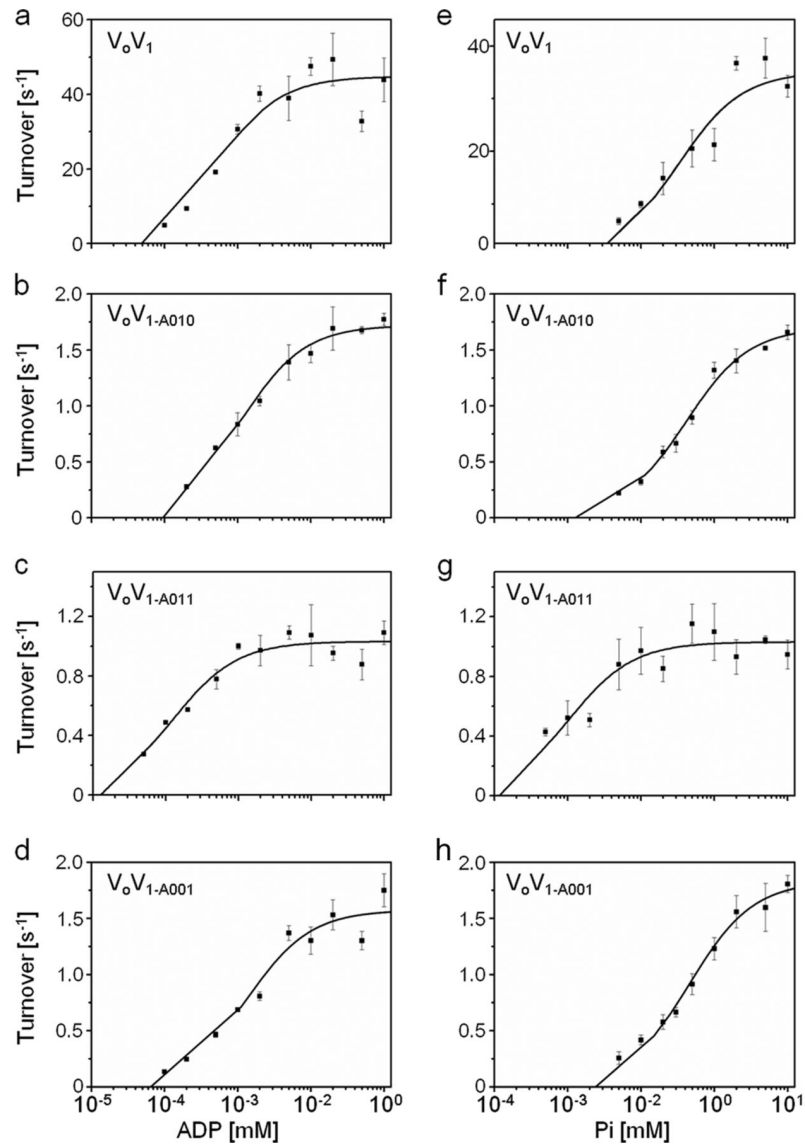 a
VₒV₁
Turnover [s⁻¹]
60
40
20
0
e
VₒV₁
40
20
0
b
VₒV₁₋A010
Turnover [s⁻¹]
2.0
1.5
1.0
0.5
0
f
VₒV₁₋A010
2.0
1.5
1.0
0.5
0
c
VₒV₁₋A011
Turnover [s⁻¹]
1.2
0.8
0.4
0
g
VₒV₁₋A011
1.2
0.8
0.4
0
d
VₒV₁₋A001
Turnover [s⁻¹]
2.0
1.5
1.0
0.5
0
10⁻⁵ 10⁻⁴ 10⁻³ 10⁻² 10⁻¹ 10⁰
ADP [mM]
h
VₒV₁₋A001
2.0
1.5
1.0
0.5
0
10⁻⁴ 10⁻³ 10⁻² 10⁻¹ 10⁰ 10¹
Pi [mM]